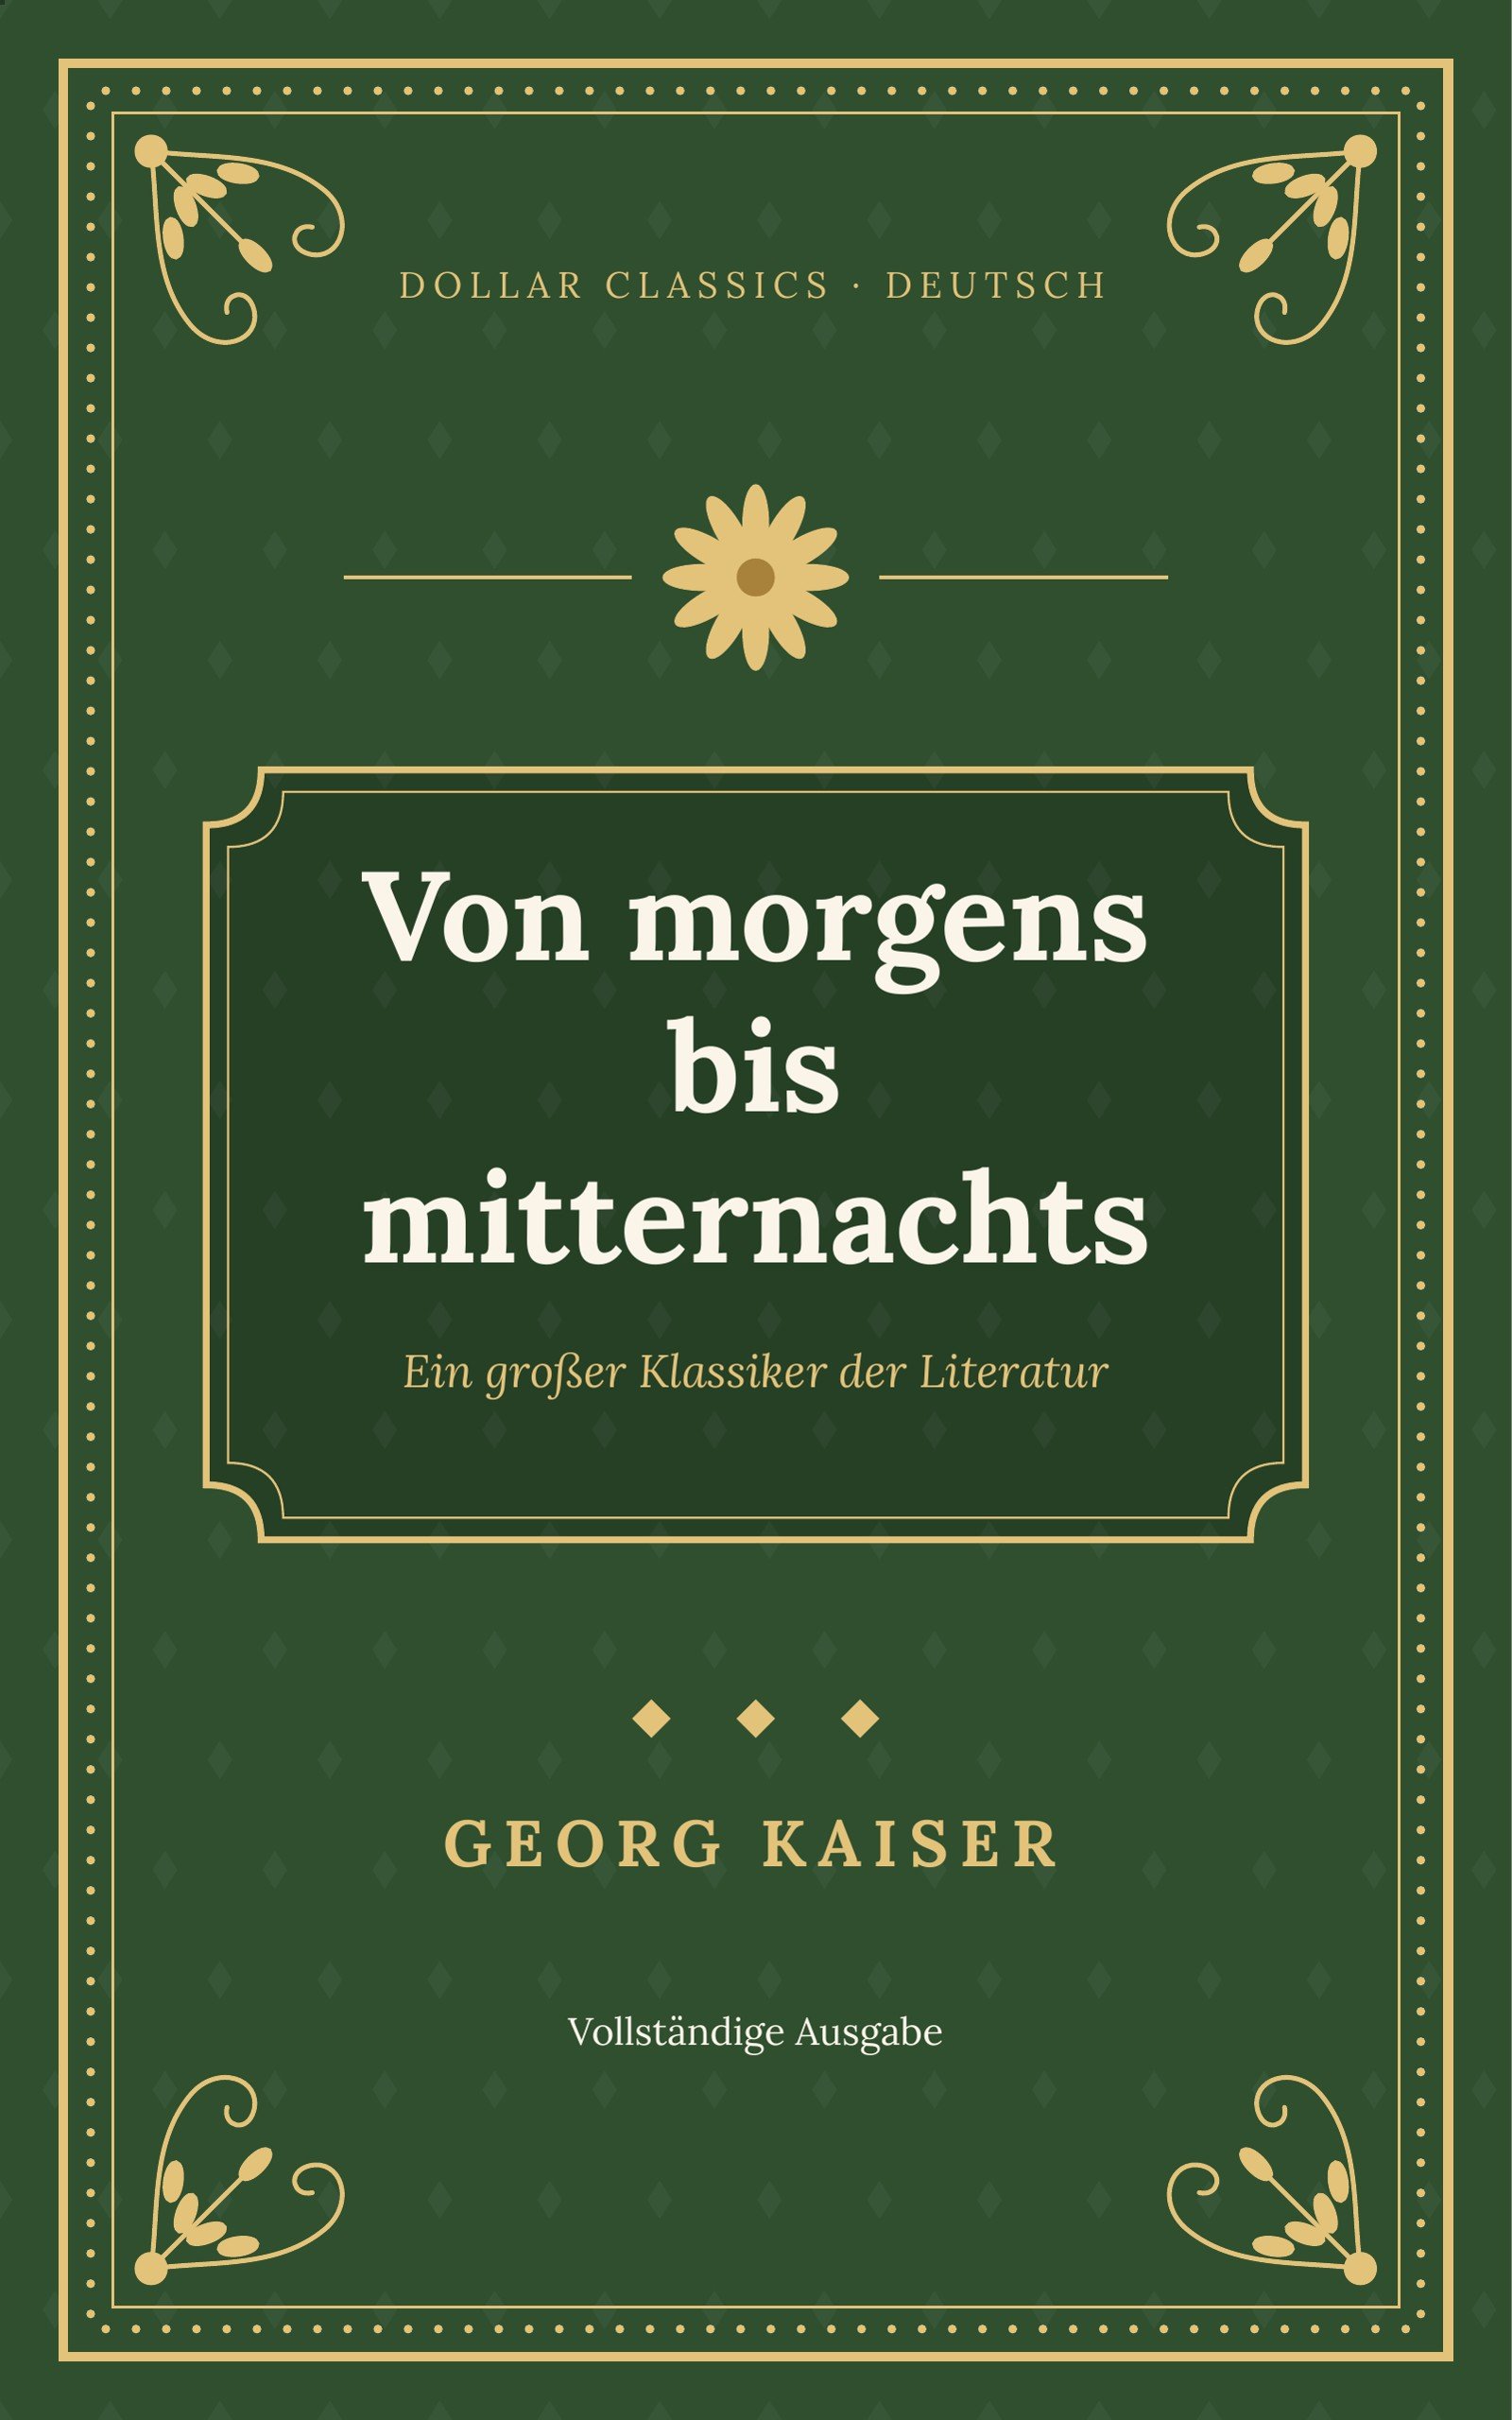 DOLLAR CLASSICS · DEUTSCH
Von morgens
bis
mitternachts
Ein großer Klassiker der Literatur
GEORG KAISER
Vollständige Ausgabe